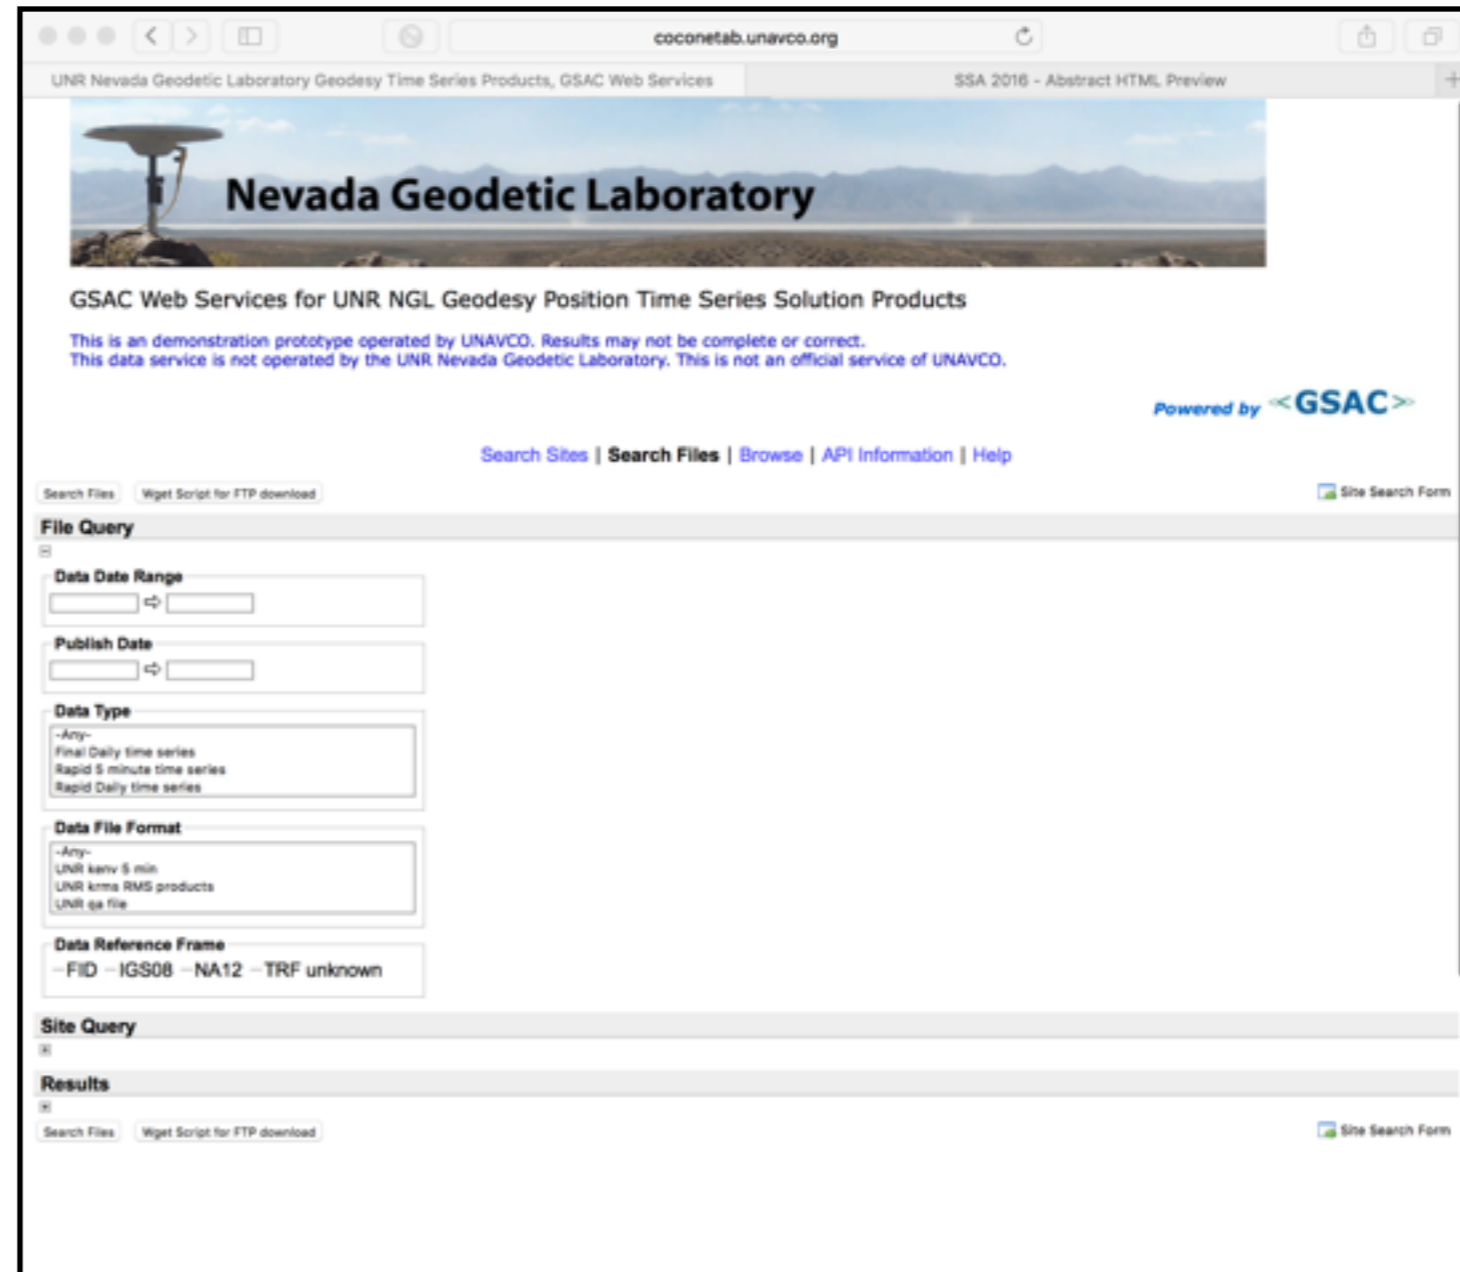 coconetab.unavco.org
UNR Nevada Geodetic Laboratory Geodesy Time Series Products, GSAC Web Services
SSA 2016 - Abstract HTML Preview
Nevada Geodetic Laboratory
GSAC Web Services for UNR NGL Geodesy Position Time Series Solution Products
This is an demonstration prototype operated by UNAVCO. Results may not be complete or correct.
This data service is not operated by the UNR Nevada Geodetic Laboratory. This is not an official service of UNAVCO.
Powered by <GSAC>
Search Sites | Search Files | Browse | API Information | Help
Search Files Wget Script for FTP download Site Search Form
File Query
Data Date Range
Publish Date
Data Type
-Any-
Final Daily time series
Rapid 5 minute time series
Rapid Daily time series
Data File Format
-Any-
UNR kenv 5 min
UNR krms RMS products
UNR qa file
Data Reference Frame
FID IGS08 NA12 TRF unknown
Site Query
Results
Search Files Wget Script for FTP download Site Search Form